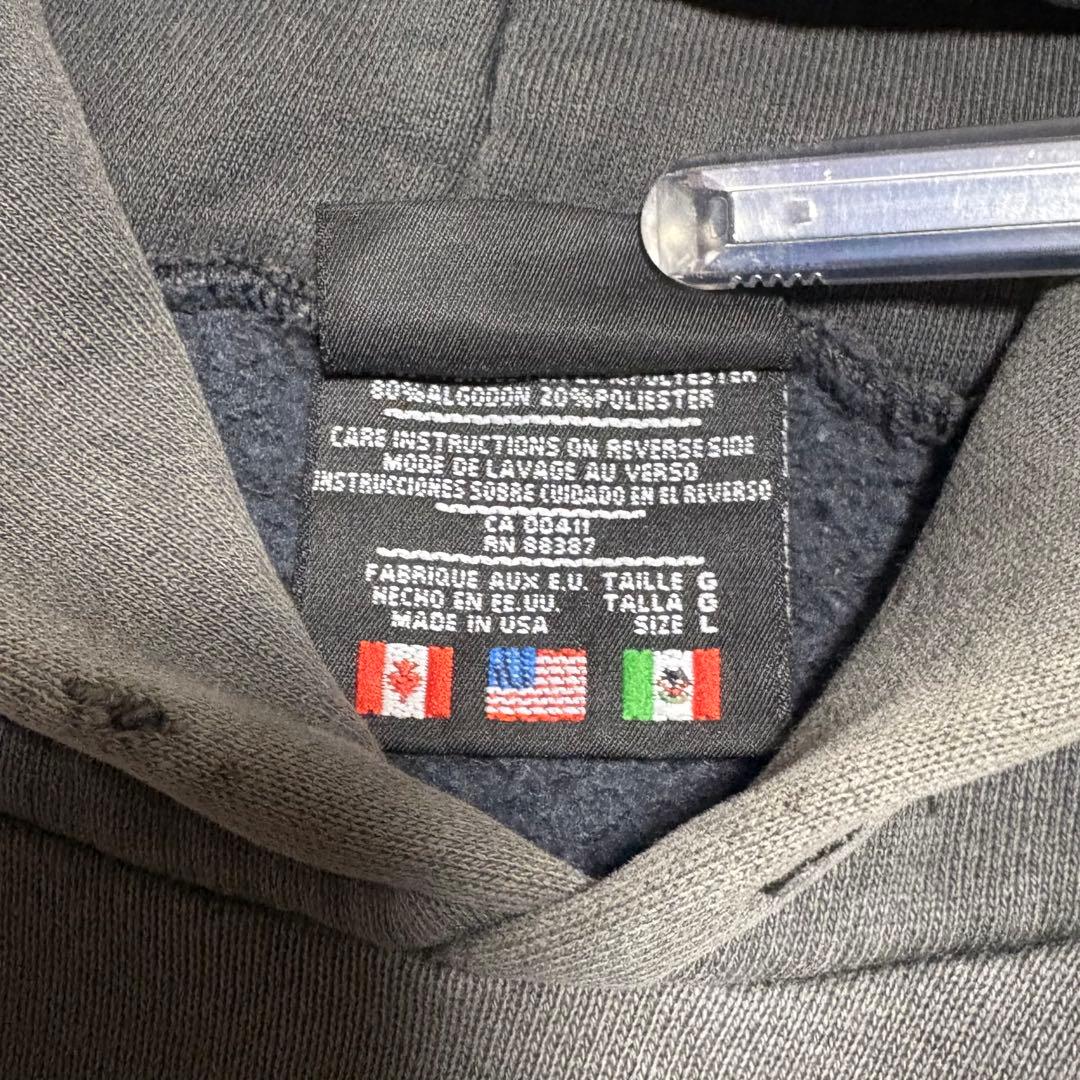 POLYESTER
80%ALGODON 20%POLIESTER
CARE INSTRUCTIONS ON REVERSE SIDE
MODE DE LAVAGE AU VERSO
INSTRUCCIONES SOBRE CUIDADO EN EL REVERSO
CA 00411
RN 88387
FABRIQUE AUX E.U. TAILLE G
HECHO EN EE.UU. TALLA G
MADE IN USA SIZE L